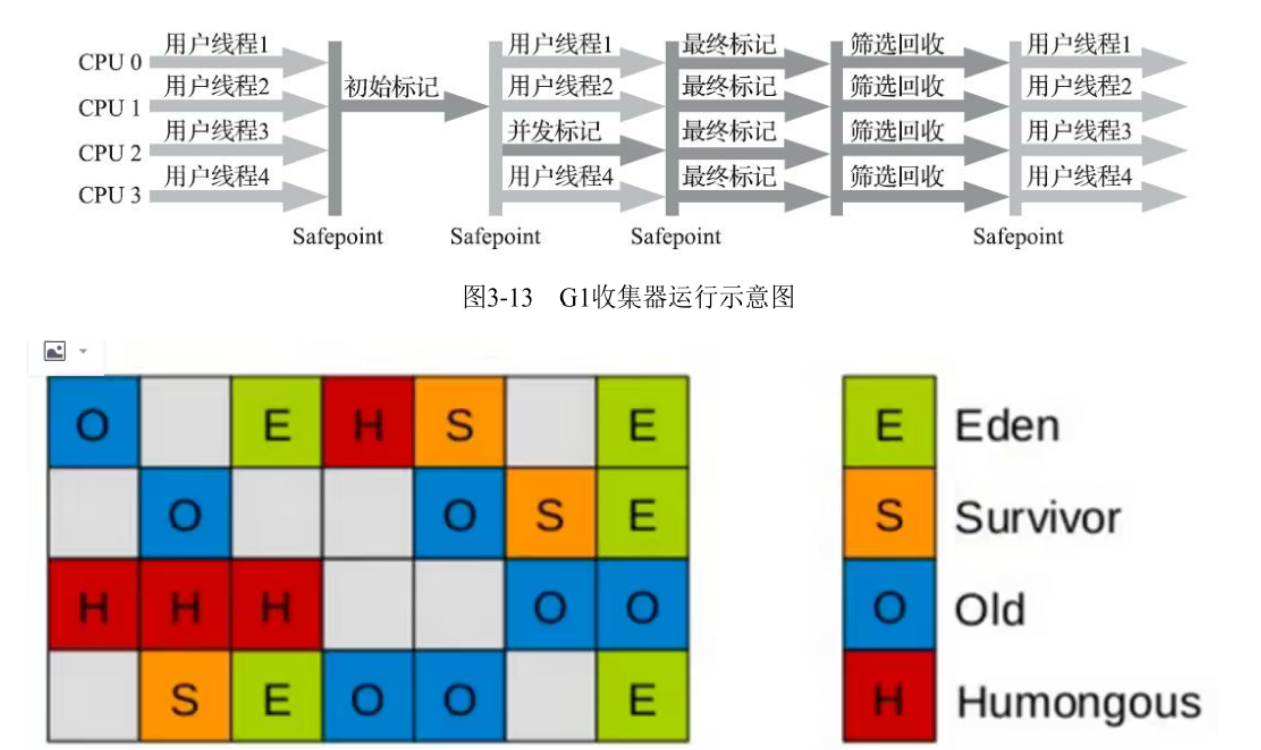 用户线程1 用户线程1 最终标记 筛选回收 用户线程1
CPU 0
用户线程2 初始标记 用户线程2 最终标记 筛选回收 用户线程2
CPU 1
用户线程3 并发标记 最终标记 筛选回收 用户线程3
CPU 2
用户线程4 用户线程4 最终标记 筛选回收 用户线程4
CPU 3
Safepoint Safepoint Safepoint Safepoint
图3-13 G1收集器运行示意图
O E H S E E Eden
O O S E S Survivor
H H H O O O Old
S E O O E H Humongous